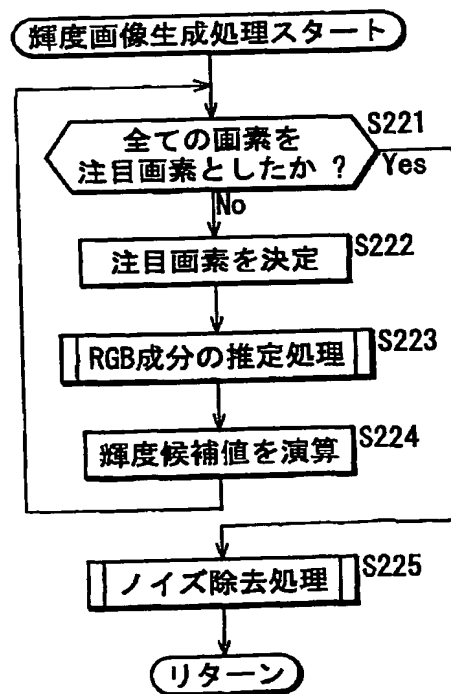 輝度画像生成処理スタート
S221
全ての画素を
注目画素としたか ?
Yes
No
注目画素を決定
S222
RGB成分の推定処理
S223
輝度候補値を演算
S224
ノイズ除去処理
S225
リターン